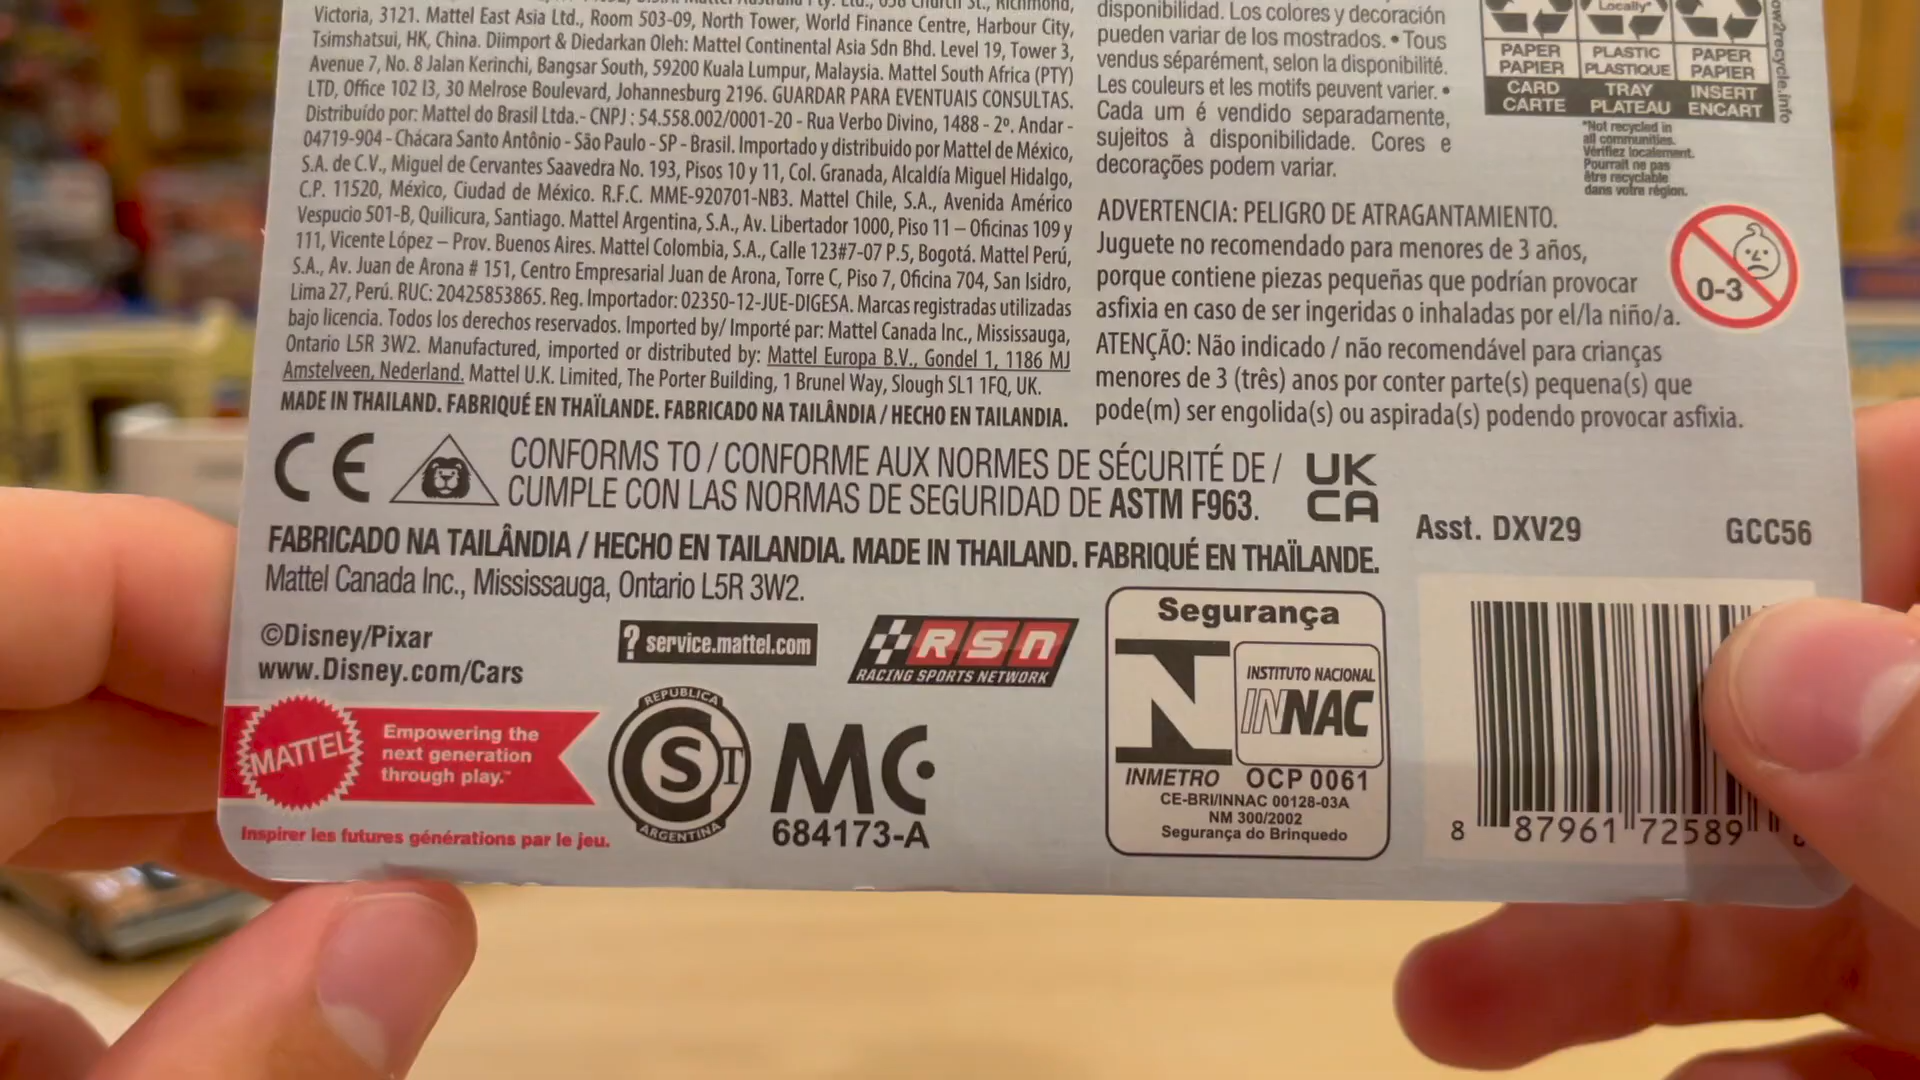 Victoria, 3121. Mattel East Asia Ltd., Room 503-09, North Tower, World Finance Centre, Harbour City,
Tsimshatsui, HK, China. Diimport & Diedarkan Oleh: Mattel Continental Asia Sdn Bhd. Level 19, Tower 3,
Avenue 7, No. 8 Jalan Kerinchi, Bangsar South, 59200 Kuala Lumpur, Malaysia. Mattel South Africa (PTY)
LTD, Office 102 I3, 30 Melrose Boulevard, Johannesburg 2196. GUARDAR PARA EVENTUAIS CONSULTAS.
Distribuído por: Mattel do Brasil Ltda.- CNPJ : 54.558.002/0001-20 - Rua Verbo Divino, 1488 - 2º. Andar -
04719-904 - Chácara Santo Antônio - São Paulo - SP - Brasil. Importado y distribuido por Mattel de México,
S.A. de C.V., Miguel de Cervantes Saavedra No. 193, Pisos 10 y 11, Col. Granada, Alcaldía Miguel Hidalgo,
C.P. 11520, México, Ciudad de México. R.F.C. MME-920701-NB3. Mattel Chile, S.A., Avenida Américo
Vespucio 501-B, Quilicura, Santiago. Mattel Argentina, S.A., Av. Libertador 1000, Piso 11 – Oficinas 109 y
111, Vicente López – Prov. Buenos Aires. Mattel Colombia, S.A., Calle 123#7-07 P.5, Bogotá. Mattel Perú,
S.A., Av. Juan de Arona # 151, Centro Empresarial Juan de Arona, Torre C, Piso 7, Oficina 704, San Isidro,
Lima 27, Perú. RUC: 20425853865. Reg. Importador: 02350-12-JUE-DIGESA. Marcas registradas utilizadas
bajo licencia. Todos los derechos reservados. Imported by/ Importé par: Mattel Canada Inc., Mississauga,
Ontario L5R 3W2. Manufactured, imported or distributed by: Mattel Europa B.V., Gondel 1, 1186 MJ
Amstelveen, Nederland. Mattel U.K. Limited, The Porter Building, 1 Brunel Way, Slough SL1 1FQ, UK.
MADE IN THAILAND. FABRIQUÉ EN THAÏLANDE. FABRICADO NA TAILÂNDIA / HECHO EN TAILANDIA.
disponibilidad. Los colores y decoración
pueden variar de los mostrados. • Tous
vendus séparément, selon la disponibilité.
Les couleurs et les motifs peuvent varier. •
Cada um é vendido separadamente,
sujeitos à disponibilidade. Cores e
decorações podem variar.
Locally*
PAPER
PAPIER
CARD
CARTE
PLASTIC
PLASTIQUE
TRAY
PLATEAU
PAPER
PAPIER
INSERT
ENCART
*Not recycled in
all communities.
Vérifiez localement.
Pourrait ne pas
être recyclable
dans votre région.
ADVERTENCIA: PELIGRO DE ATRAGANTAMIENTO.
Juguete no recomendado para menores de 3 años,
porque contiene piezas pequeñas que podrían provocar
asfixia en caso de ser ingeridas o inhaladas por el/la niño/a.
0-3
ATENÇÃO: Não indicado / não recomendável para crianças
menores de 3 (três) anos por conter parte(s) pequena(s) que
pode(m) ser engolida(s) ou aspirada(s) podendo provocar asfixia.
CE
CONFORMS TO / CONFORME AUX NORMES DE SÉCURITÉ DE /
CUMPLE CON LAS NORMAS DE SEGURIDAD DE ASTM F963.
UK
CA
Asst. DXV29 GCC56
FABRICADO NA TAILÂNDIA / HECHO EN TAILANDIA. MADE IN THAILAND. FABRIQUÉ EN THAÏLANDE.
Mattel Canada Inc., Mississauga, Ontario L5R 3W2.
©Disney/Pixar
www.Disney.com/Cars
? service.mattel.com
RSN
RACING SPORTS NETWORK
MATTEL
Empowering the
next generation
through play.™
Inspirer les futures générations par le jeu.
REPUBLICA
S T
ARGENTINA
MC
684173-A
Segurança
N
INSTITUTO NACIONAL
INNAC
INMETRO OCP 0061
CE-BRI/INNAC 00128-03A
NM 300/2002
Segurança do Brinquedo
8 87961 72589